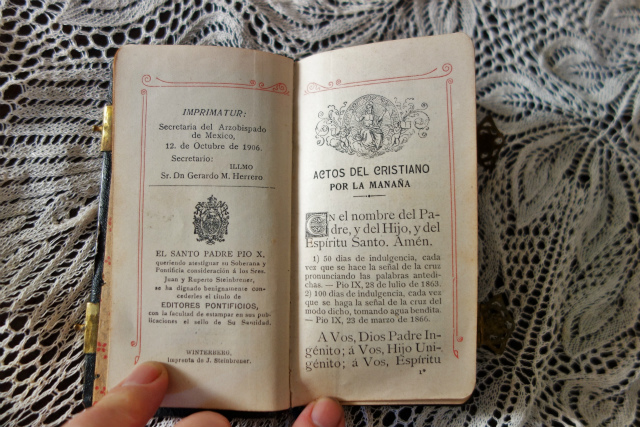 IMPRIMATUR:
Secretaria del Arzobispado
de Mexico,
12. de Octubre de 1906.
Secretario:
ILLMO
Sr. Dn Gerardo M. Herrero
EL SANTO PADRE PIO X,
queriendo atestiguar su Soberana y
Pontificia consideración á los Sres.
Juan y Ruperto Steinbrener,
se ha dignado benignamente con-
cederles el título de
EDITORES PONTIFICIOS,
con la facultad de estampar en sus pub-
licaciones el sello de Su Santidad.
WINTERBERG,
Imprenta de J. Steinbrener.
ACTOS DEL CRISTIANO
POR LA MAÑANA
En el nombre del Pa-
dre, y del Hijo, y del
Espíritu Santo. Amén.
1) 50 días de indulgencia, cada
vez que se hace la señal de la cruz
pronunciando las palabras antedi-
chas. — Pio IX, 28 de julio de 1863.
2) 100 días de indulgencia, cada vez
que se haga la señal de la cruz del
modo dicho, tomando agua bendita.
— Pio IX, 23 de marzo de 1866.
A Vos, Dios Padre In-
génito; á Vos, Hijo Uni-
génito; á Vos, Espíritu
1*